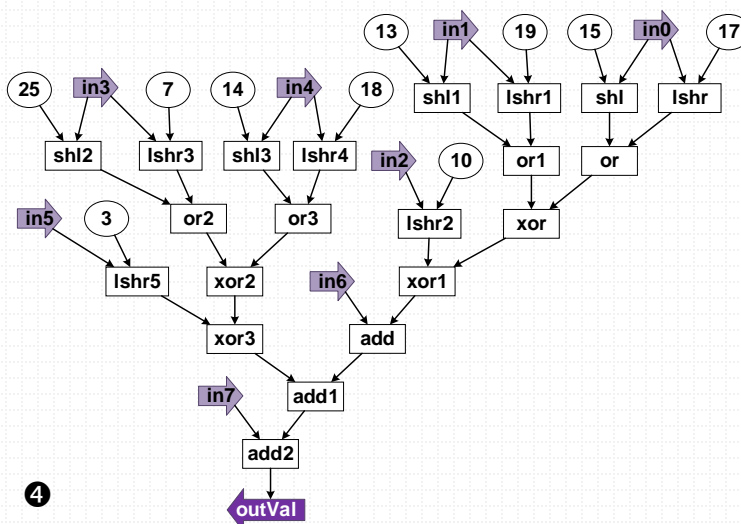 13 in1 19 15 in0 17
25 in3 7 14 in4 18 shl1 lshr1 shl lshr
shl2 lshr3 shl3 lshr4 in2 10 or1 or
in5 3 or2 or3 lshr2 xor
lshr5 xor2 in6 xor1
xor3 add
in7 add1
add2
❹ outVal